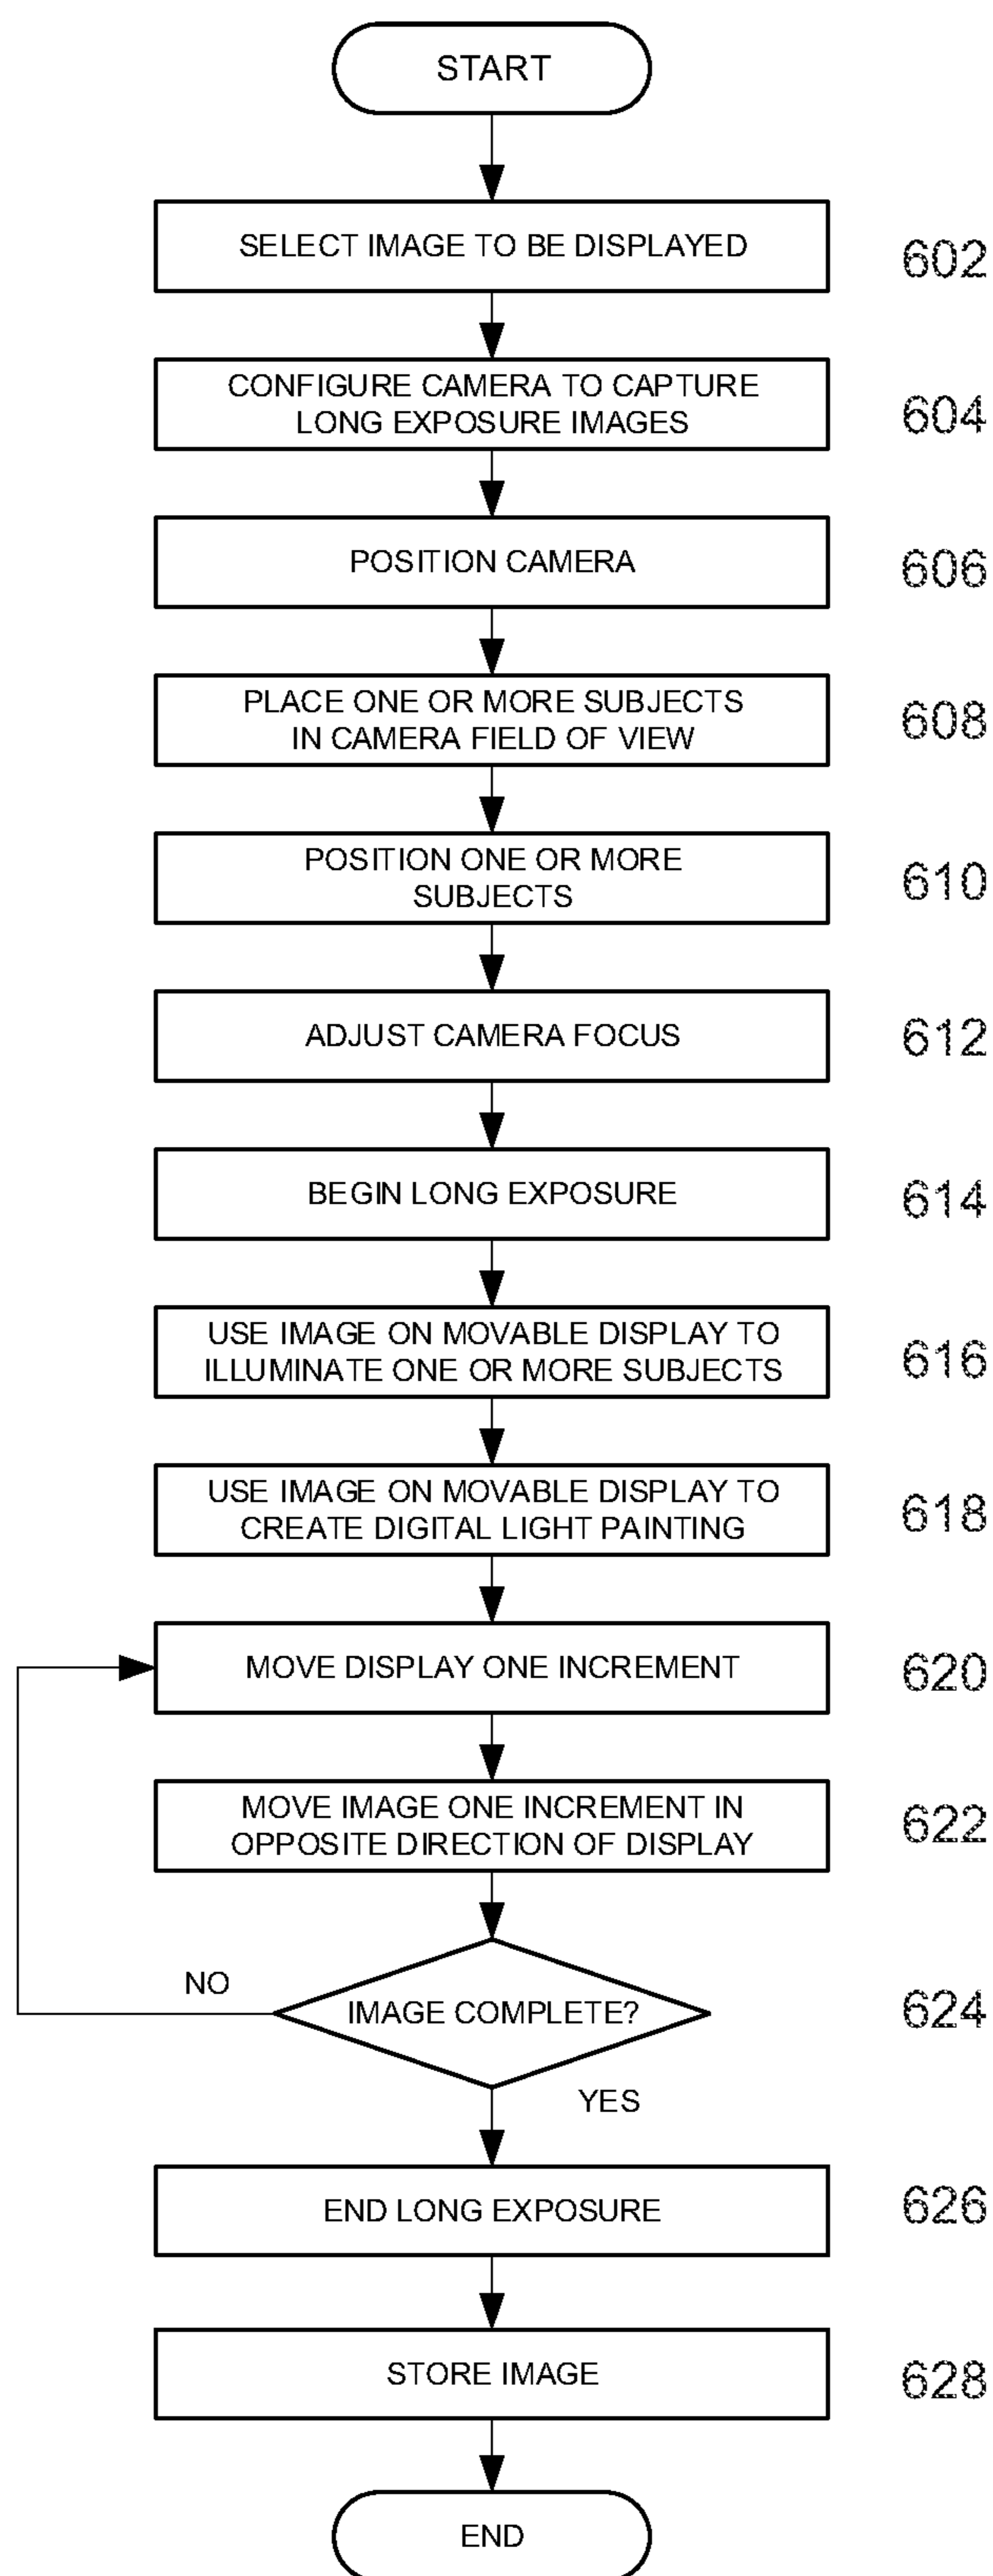 START
SELECT IMAGE TO BE DISPLAYED
602
CONFIGURE CAMERA TO CAPTURE
LONG EXPOSURE IMAGES
604
POSITION CAMERA
606
PLACE ONE OR MORE SUBJECTS
IN CAMERA FIELD OF VIEW
608
POSITION ONE OR MORE
SUBJECTS
610
ADJUST CAMERA FOCUS
612
BEGIN LONG EXPOSURE
614
USE IMAGE ON MOVABLE DISPLAY TO
ILLUMINATE ONE OR MORE SUBJECTS
616
USE IMAGE ON MOVABLE DISPLAY TO
CREATE DIGITAL LIGHT PAINTING
618
MOVE DISPLAY ONE INCREMENT
620
MOVE IMAGE ONE INCREMENT IN
OPPOSITE DIRECTION OF DISPLAY
622
NO
IMAGE COMPLETE?
624
YES
END LONG EXPOSURE
626
STORE IMAGE
628
END